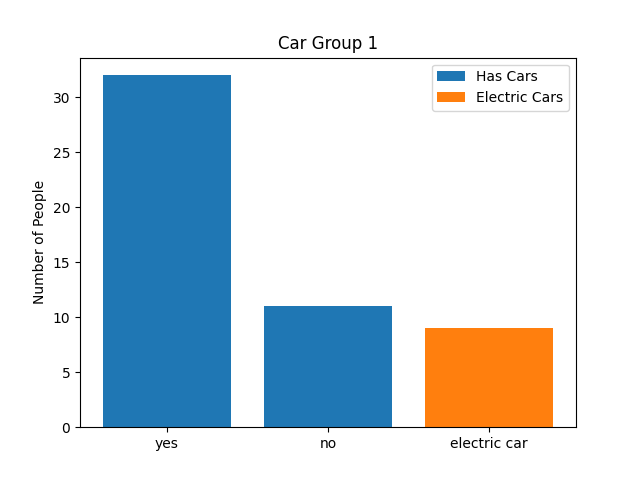 Car Group 1
Has Cars
Electric Cars
Number of People
30
25
20
15
10
5
0
yes
no
electric car